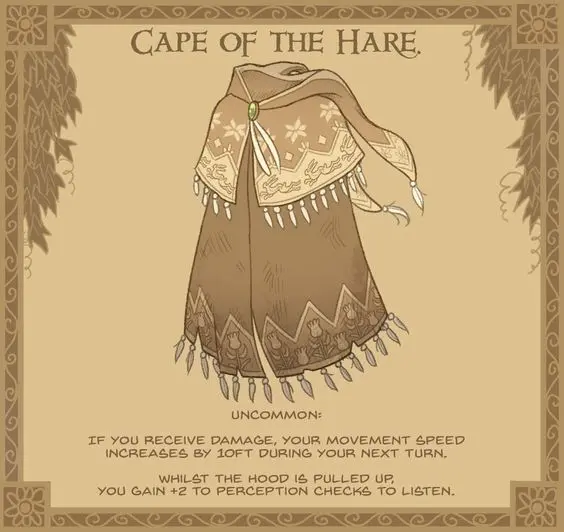 Cape of the Hare.
UNCOMMON:
IF YOU RECEIVE DAMAGE, YOUR MOVEMENT SPEED
INCREASES BY 10FT DURING YOUR NEXT TURN.
WHILST THE HOOD IS PULLED UP,
YOU GAIN +2 TO PERCEPTION CHECKS TO LISTEN.